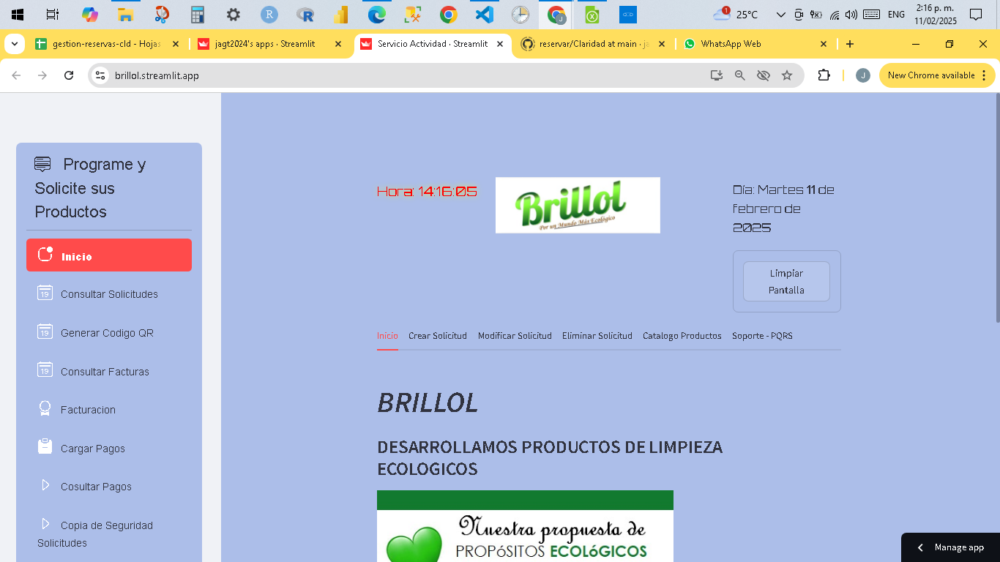 25°C
ENG
2:16 p. m.
11/02/2025
gestion-reservas-cld - Hojas
jagt2024's apps · Streamlit
Servicio Actividad · Streamlit
reservar/Claridad at main · ja
WhatsApp Web
brillol.streamlit.app
J
New Chrome available
Programe y
Solicite sus
Productos
Inicio
19 Consultar Solicitudes
19 Generar Codigo QR
19 Consultar Facturas
Facturacion
Cargar Pagos
Cosultar Pagos
Copia de Seguridad
Solicitudes
Hora: 14:16:05
Brillol
Por un Mundo Más Ecológico
Día: Martes 11 de
febrero de
2025
Limpiar
Pantalla
Inicio
Crear Solicitud
Modificar Solicitud
Eliminar Solicitud
Catalogo Productos
Soporte - PQRS
BRILLOL
DESARROLLAMOS PRODUCTOS DE LIMPIEZA
ECOLOGICOS
Nuestra propuesta de
PROPóSITOS ECOLóGICOS
Manage app